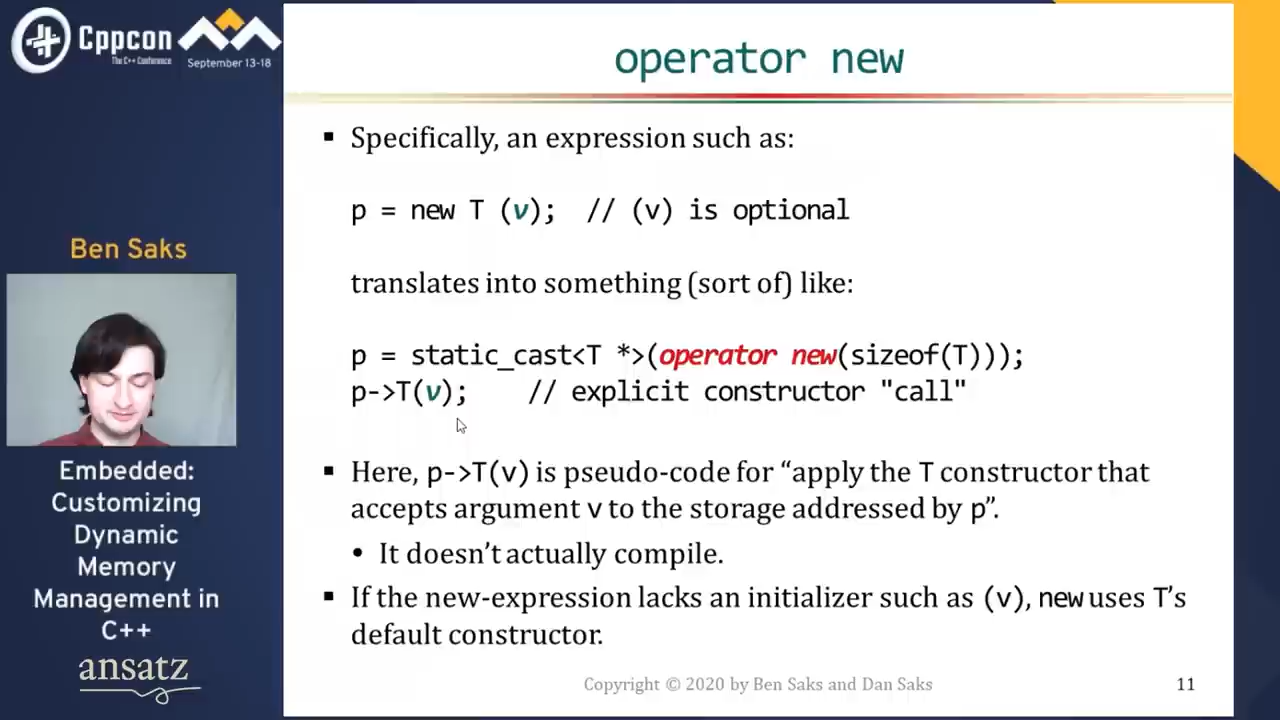 Cppcon
The C++ Conference
September 13-18
Ben Saks
Embedded:
Customizing
Dynamic
Memory
Management in
C++
ansatz
operator new
▪ Specifically, an expression such as:
p = new T (v);  // (v) is optional
translates into something (sort of) like:
p = static_cast<T *>(operator new(sizeof(T)));
p->T(v);    // explicit constructor "call"
▪ Here, p->T(v) is pseudo-code for “apply the T constructor that
accepts argument v to the storage addressed by p”.
• It doesn’t actually compile.
▪ If the new-expression lacks an initializer such as (v), new uses T’s
default constructor.
Copyright © 2020 by Ben Saks and Dan Saks
11